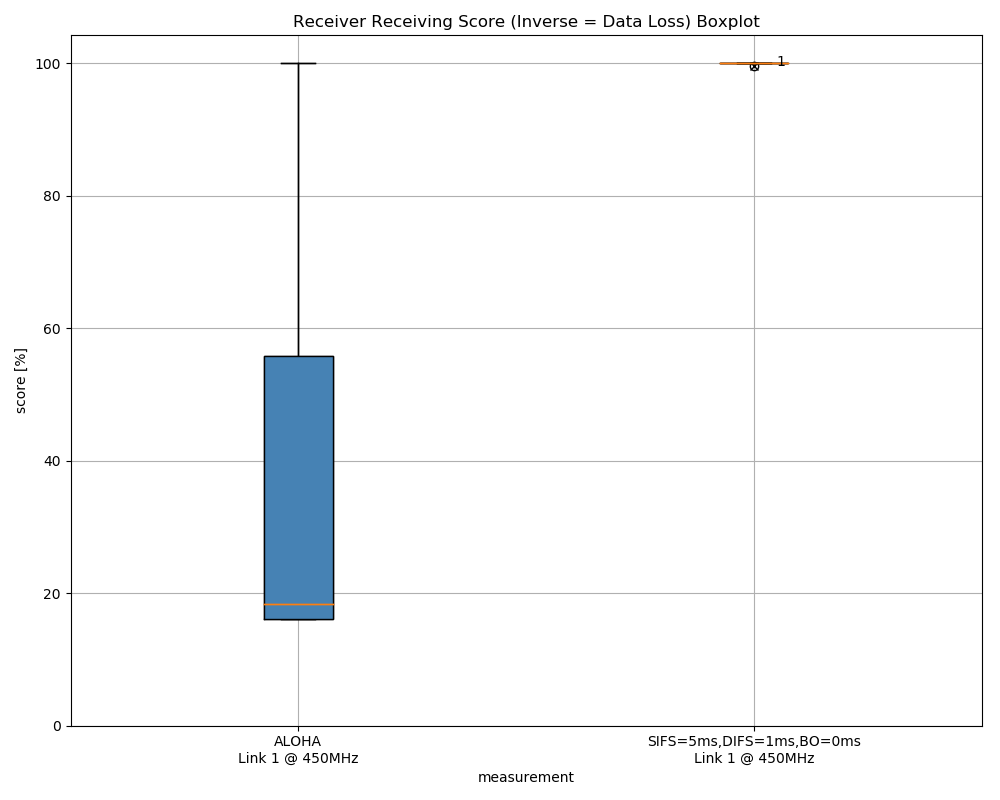 Receiver Receiving Score (Inverse = Data Loss) Boxplot
100
80
60
40
20
0
score [%]
1
ALOHA
Link 1 @ 450MHz
SIFS=5ms,DIFS=1ms,BO=0ms
Link 1 @ 450MHz
measurement